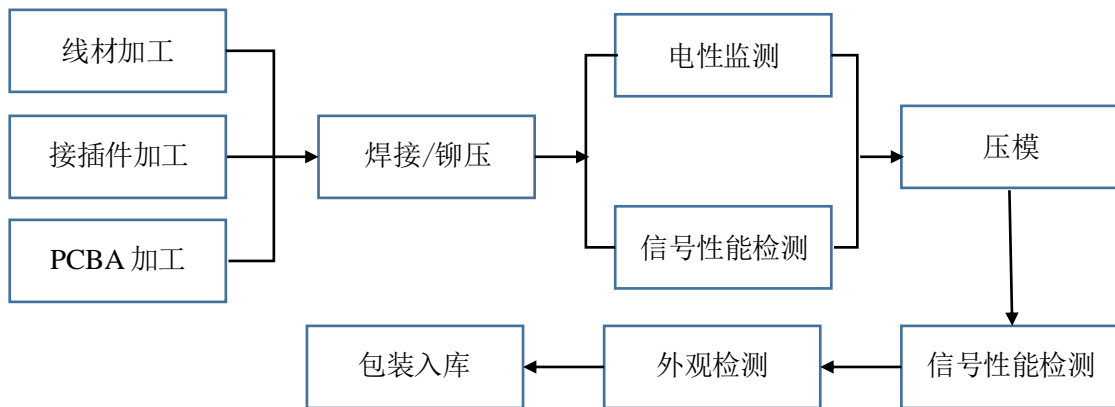 线材加工
接插件加工
PCBA 加工
焊接/铆压
电性监测
信号性能检测
压模
信号性能检测
外观检测
包装入库